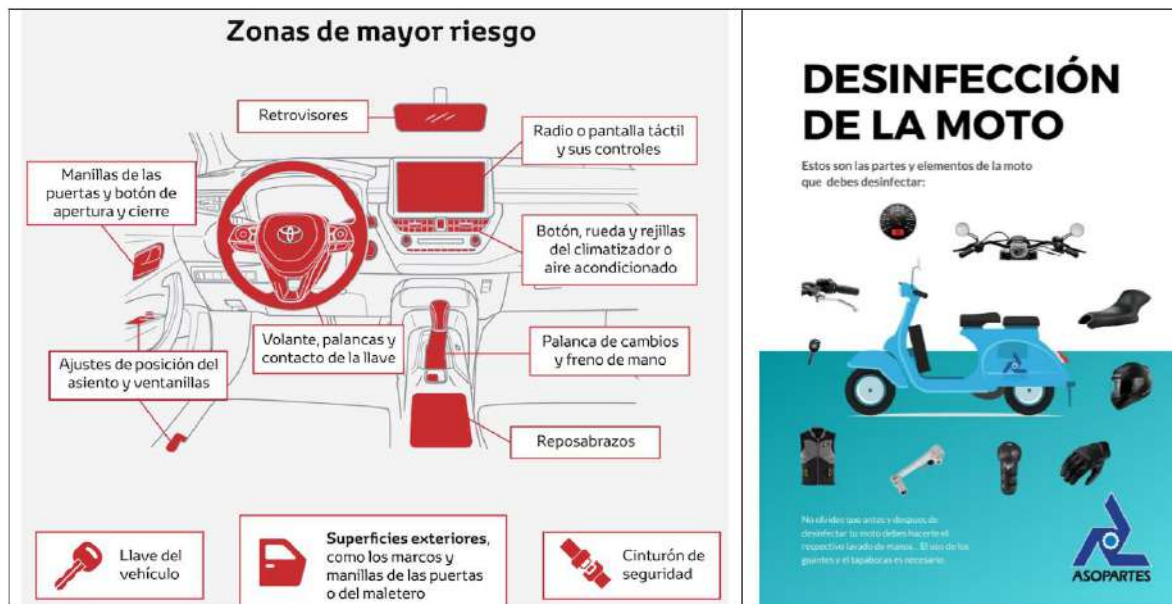 Zonas de mayor riesgo
Retrovisores
Radio o pantalla táctil
y sus controles
Manillas de las
puertas y botón de
apertura y cierre
Botón, rueda y rejillas
del climatizador o
aire acondicionado
Volante, palancas y
contacto de la llave
Palanca de cambios
y freno de mano
Ajustes de posición del
asiento y ventanillas
Reposabrazos
Llave del
vehículo
Superficies exteriores,
como los marcos y
manillas de las puertas
o del maletero
Cinturón de
seguridad
DESINFECCIÓN
DE LA MOTO
Estos son las partes y elementos de la moto
que debes desinfectar:
No olvides que antes y despues de
desinfectar tu moto debes hacerte el
respectivo lavado de manos. El uso de los
guantes y el tapabocas es necesario.
ASOPARTES